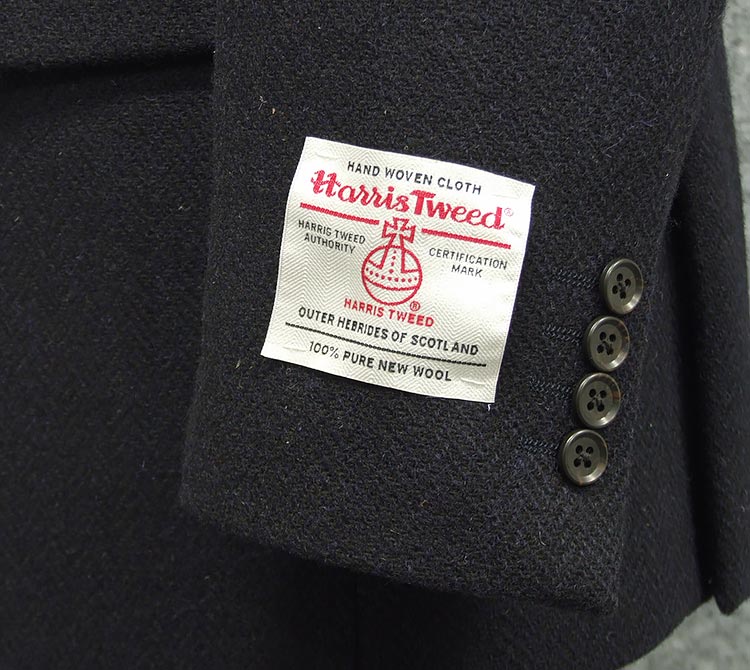 HAND WOVEN CLOTH
Harris Tweed®
HARRIS TWEED
AUTHORITY
CERTIFICATION
MARK
®
HARRIS TWEED
OUTER HEBRIDES OF SCOTLAND
100% PURE NEW WOOL